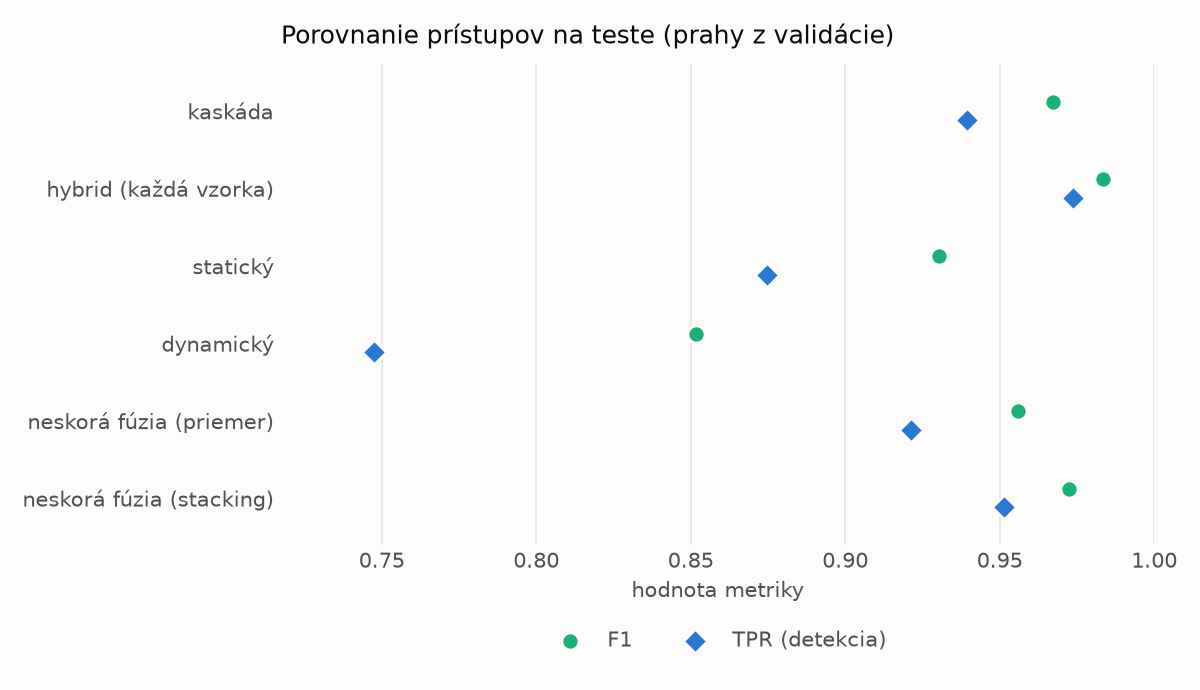 Porovnanie prístupov na teste (prahy z validácie)
kaskáda
hybrid (každá vzorka)
statický
dynamický
neskorá fúzia (priemer)
neskorá fúzia (stacking)
0.75 0.80 0.85 0.90 0.95 1.00
hodnota metriky
F1 TPR (detekcia)